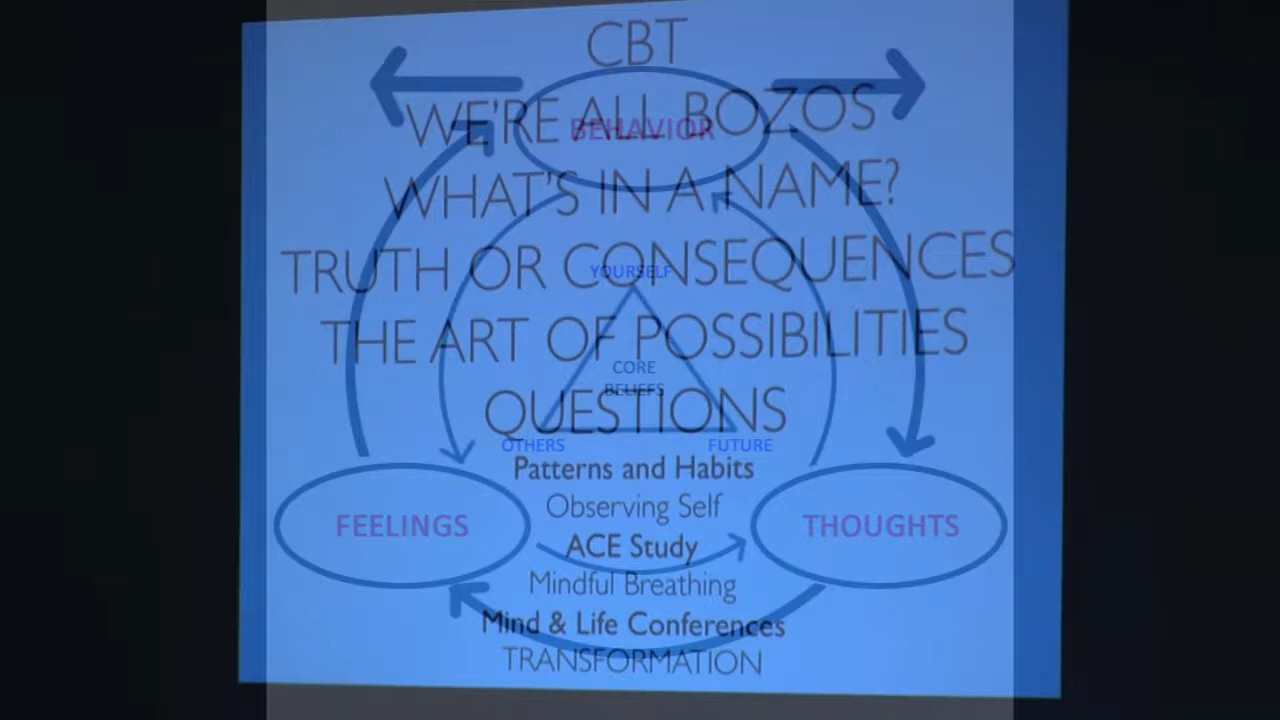 CBT
WE'RE ALL BOZOS
BEHAVIOR
WHAT'S IN A NAME?
TRUTH OR CONSEQUENCES
YOURSELF
THE ART OF POSSIBILITIES
CORE
BELIEFS
QUESTIONS
OTHERS
FUTURE
Patterns and Habits
Observing Self
FEELINGS
THOUGHTS
ACE Study
Mindful Breathing
Mind & Life Conferences
TRANSFORMATION